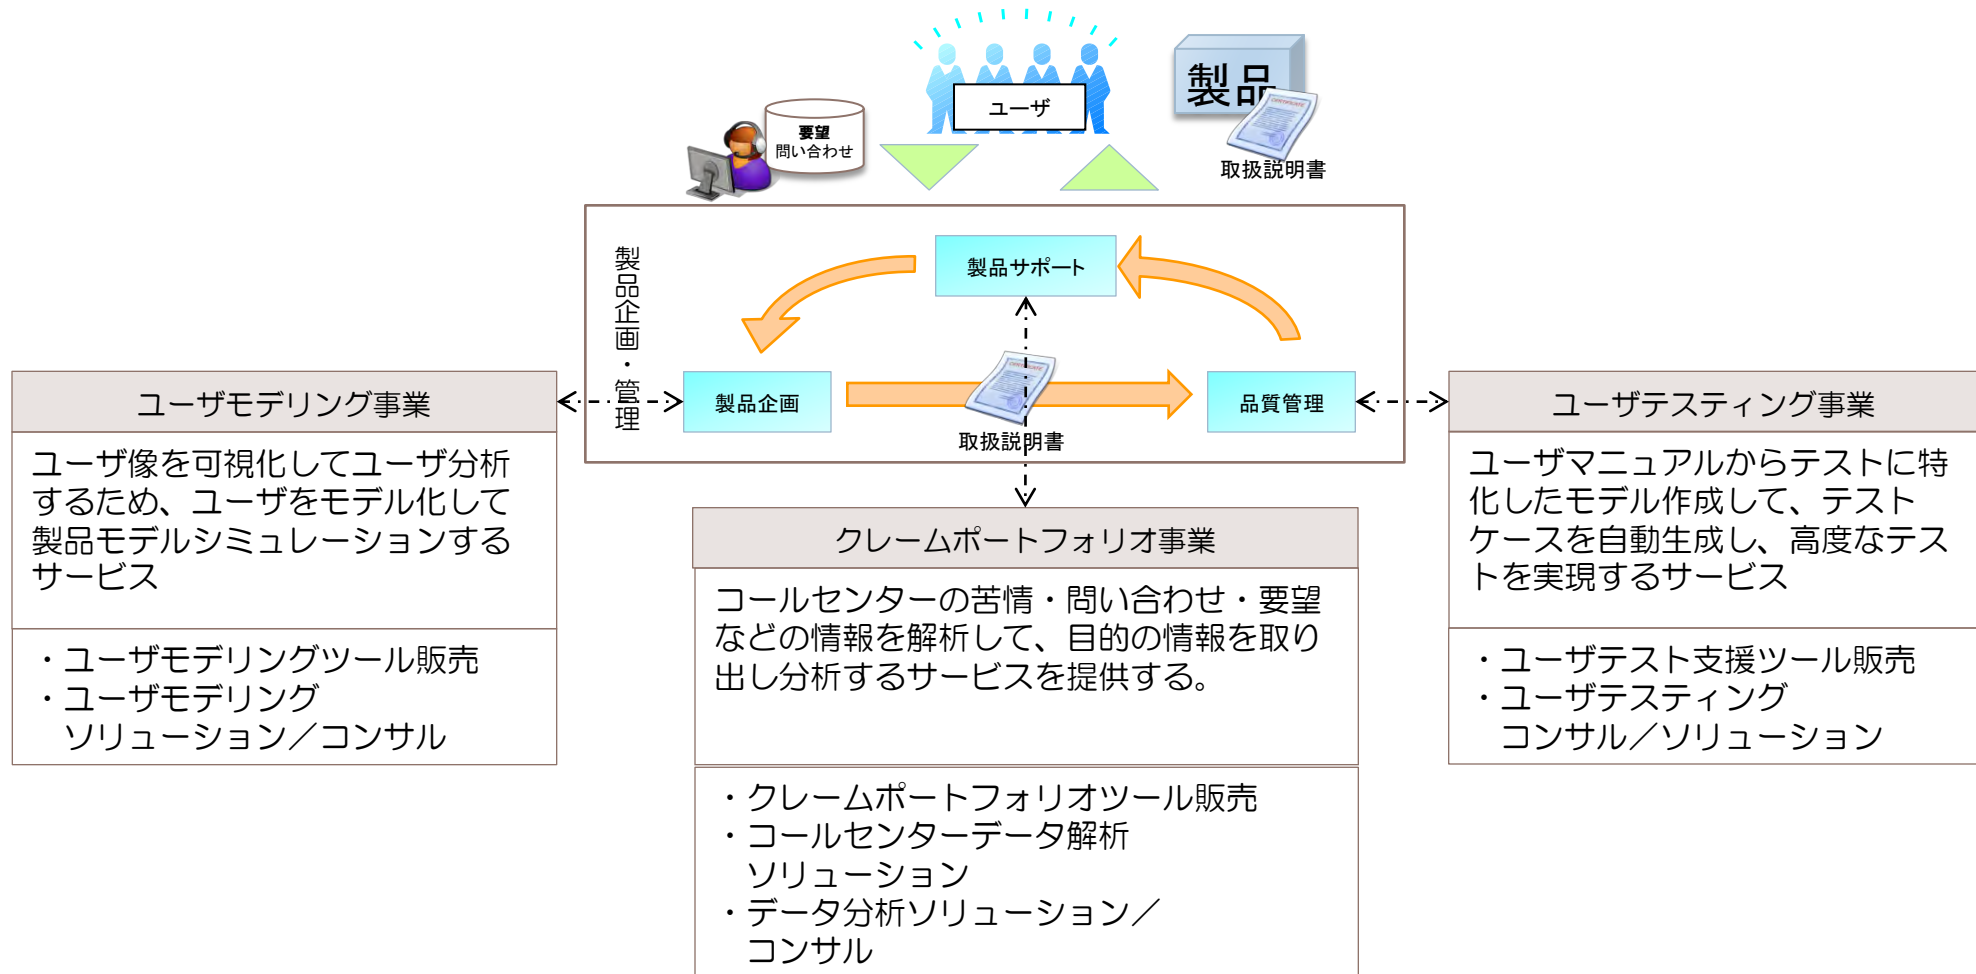 ユーザ
製品
要望
問い合わせ
CERTIFICATE
取扱説明書
製品企画・管理
製品サポート
製品企画
CERTIFICATE
品質管理
取扱説明書
ユーザモデリング事業
ユーザ像を可視化してユーザ分析
するため、ユーザをモデル化して
製品モデルシミュレーションする
サービス
・ユーザモデリングツール販売
・ユーザモデリング
ソリューション／コンサル
クレームポートフォリオ事業
コールセンターの苦情・問い合わせ・要望
などの情報を解析して、目的の情報を取り
出し分析するサービスを提供する。
・クレームポートフォリオツール販売
・コールセンターデータ解析
ソリューション
・データ分析ソリューション／
コンサル
ユーザテスティング事業
ユーザマニュアルからテストに特
化したモデル作成して、テスト
ケースを自動生成し、高度なテス
トを実現するサービス
・ユーザテスト支援ツール販売
・ユーザテスティング
コンサル／ソリューション